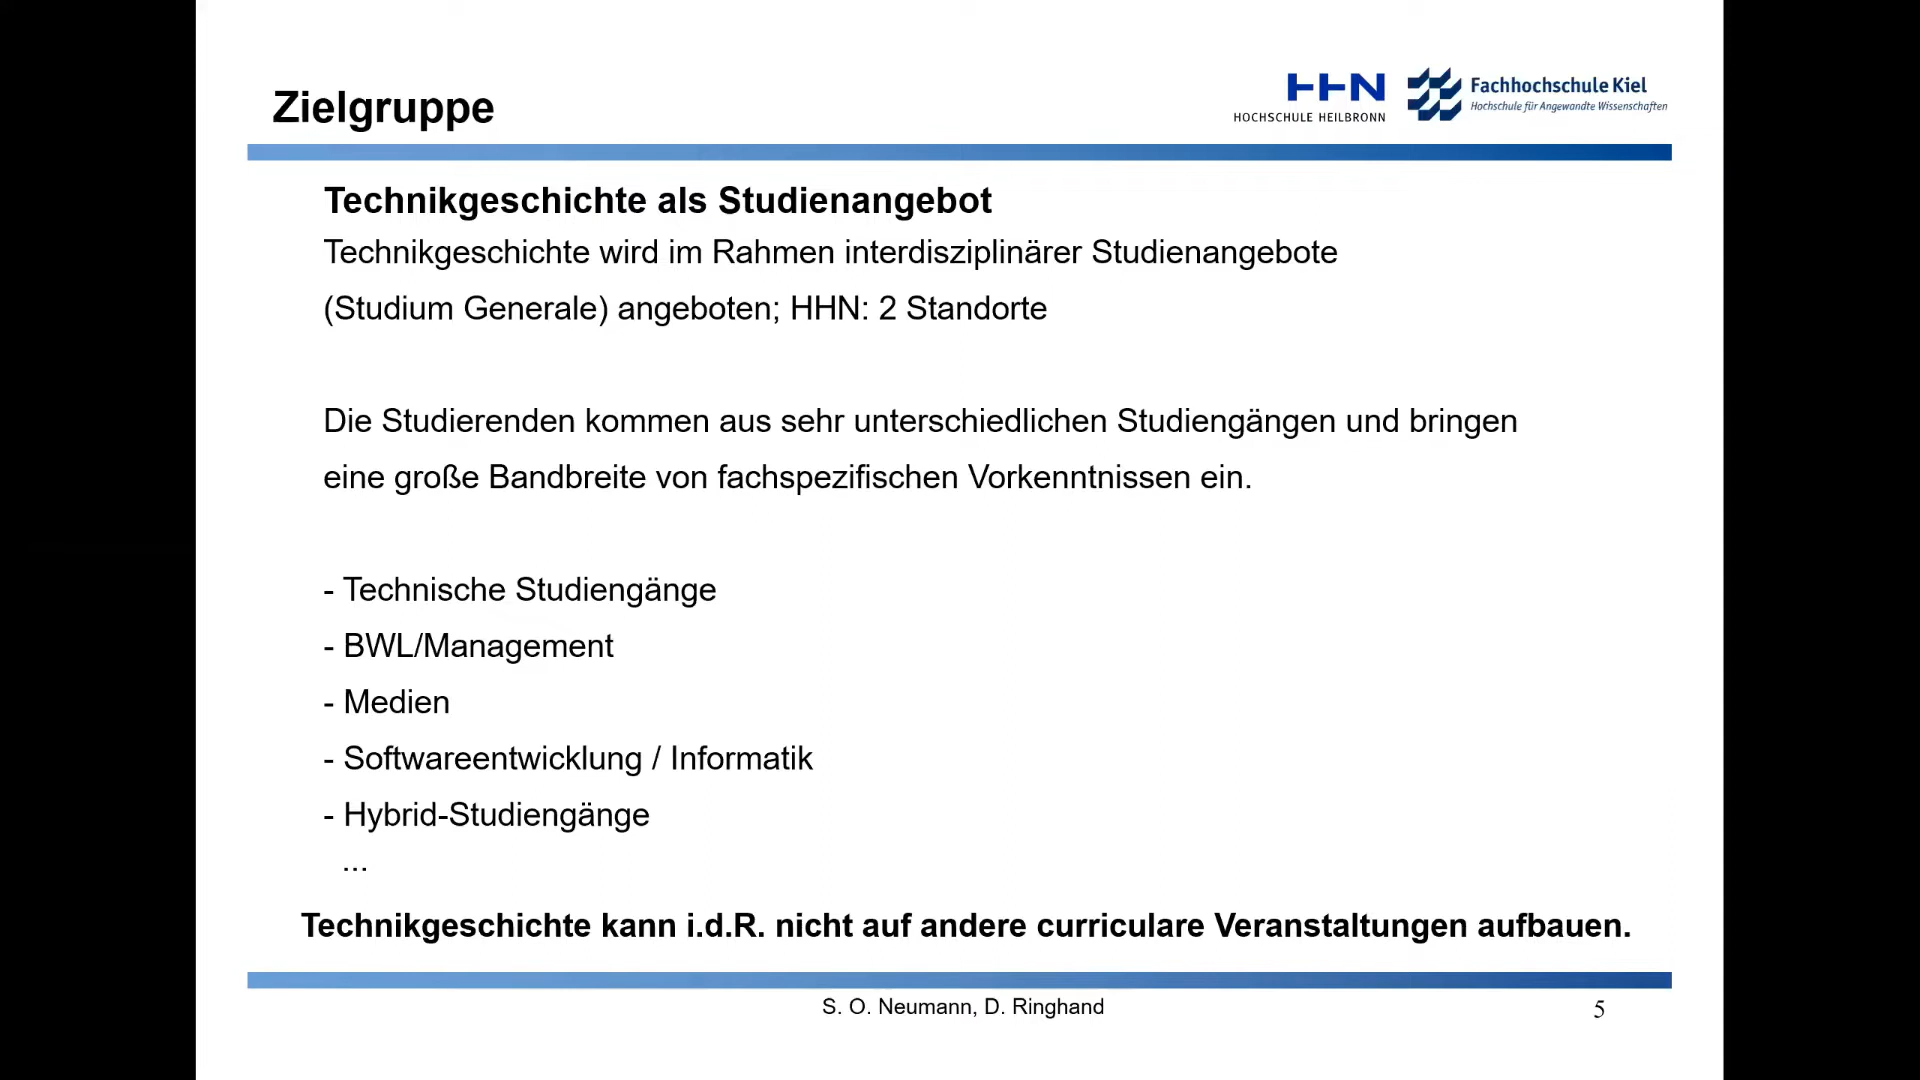 Zielgruppe
HHN
HOCHSCHULE HEILBRONN
Fachhochschule Kiel
Hochschule für Angewandte Wissenschaften
Technikgeschichte als Studienangebot
Technikgeschichte wird im Rahmen interdisziplinärer Studienangebote
(Studium Generale) angeboten; HHN: 2 Standorte
Die Studierenden kommen aus sehr unterschiedlichen Studiengängen und bringen
eine große Bandbreite von fachspezifischen Vorkenntnissen ein.
- Technische Studiengänge
- BWL/Management
- Medien
- Softwareentwicklung / Informatik
- Hybrid-Studiengänge
...
Technikgeschichte kann i.d.R. nicht auf andere curriculare Veranstaltungen aufbauen.
S. O. Neumann, D. Ringhand
5